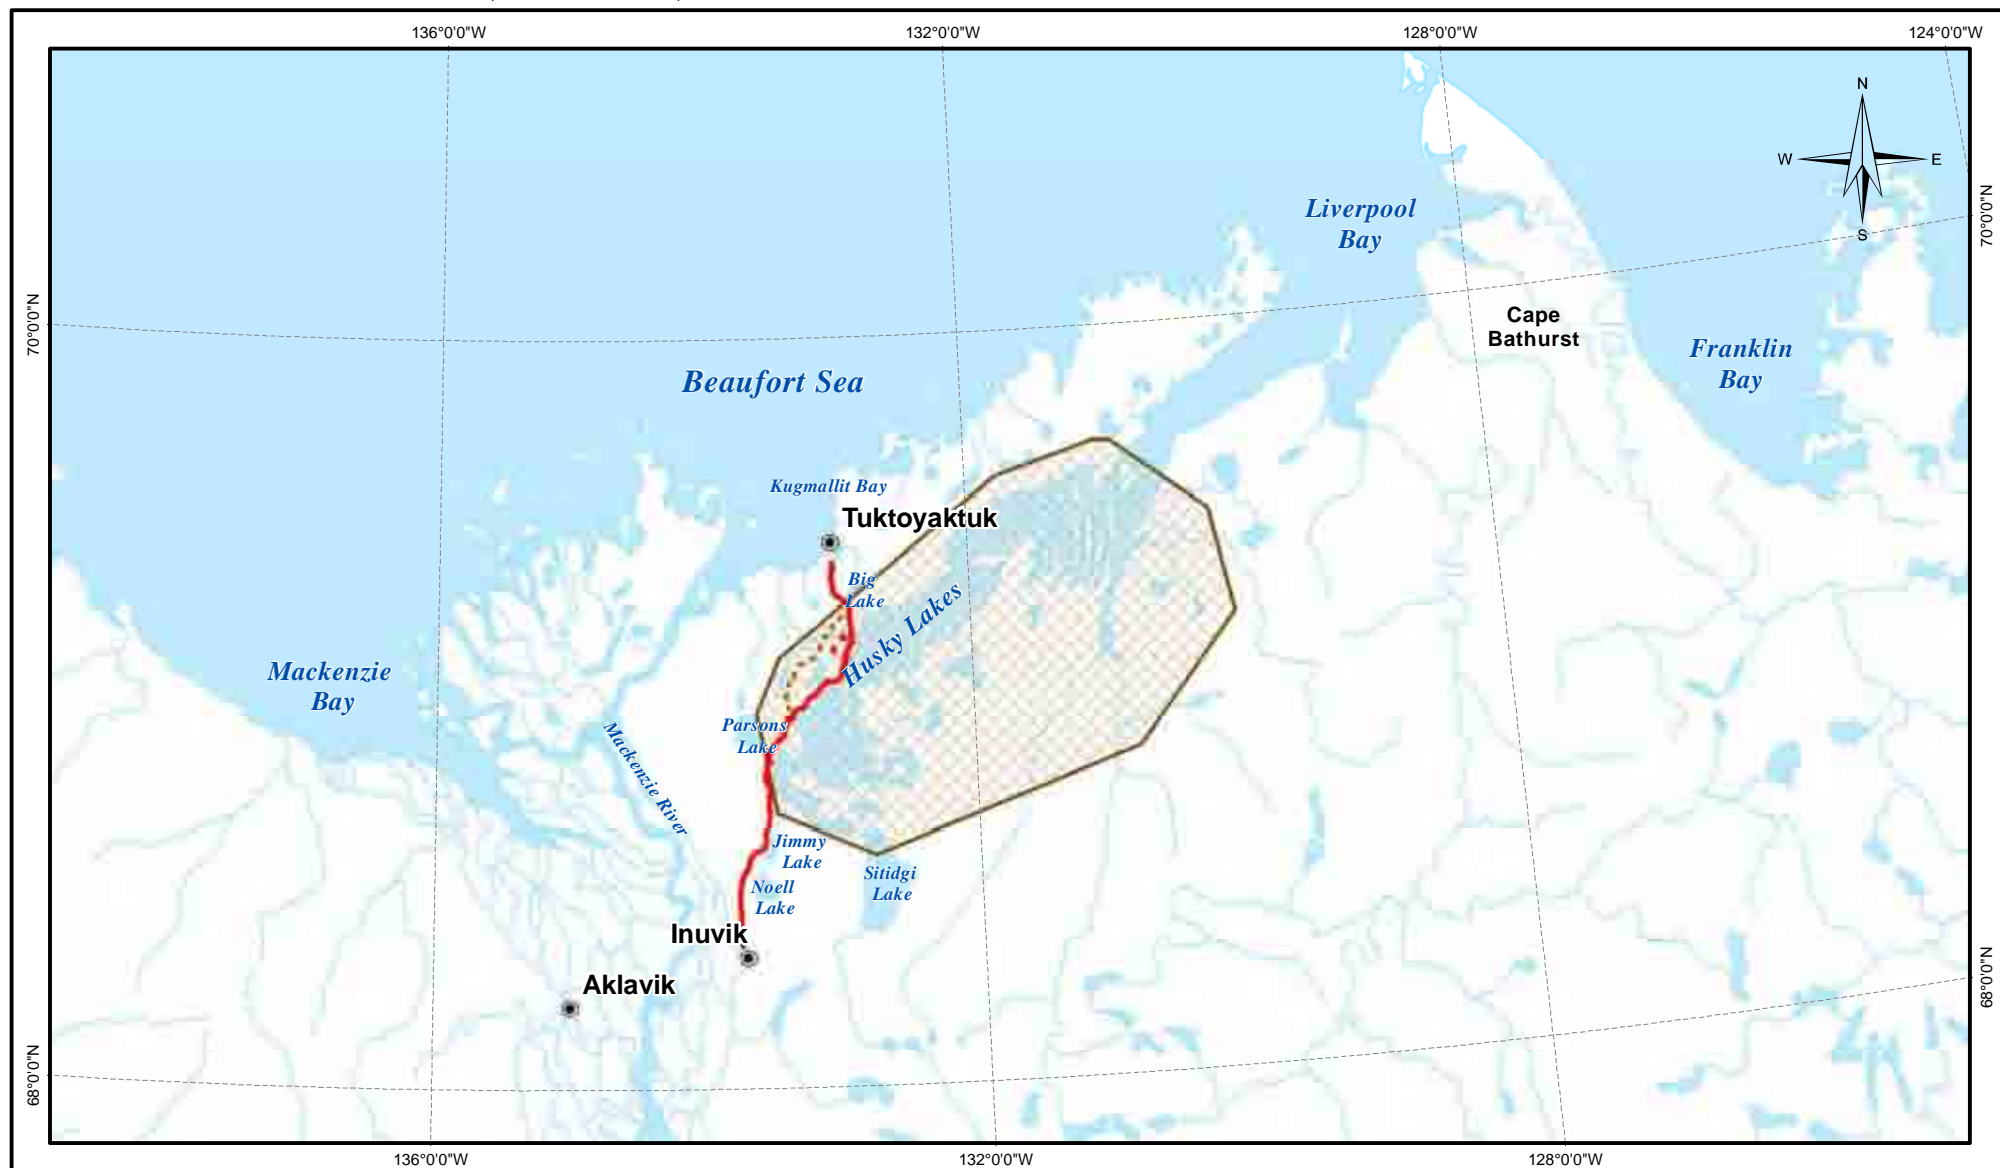 136°0'0"W
132°0'0"W
128°0'0"W
124°0'0"W
N
W
E
S
70°0'0"N
70°0'0"N
Liverpool
Bay
Cape
Bathurst
Franklin
Bay
Beaufort Sea
Kugmallit Bay
Tuktoyaktuk
Big
Lake
Husky Lakes
Mackenzie
Bay
Parsons
Lake
Mackenzie River
Jimmy
Lake
Sitidgi
Lake
Noell
Lake
Inuvik
Aklavik
68°0'0"N
68°0'0"N
136°0'0"W
132°0'0"W
128°0'0"W